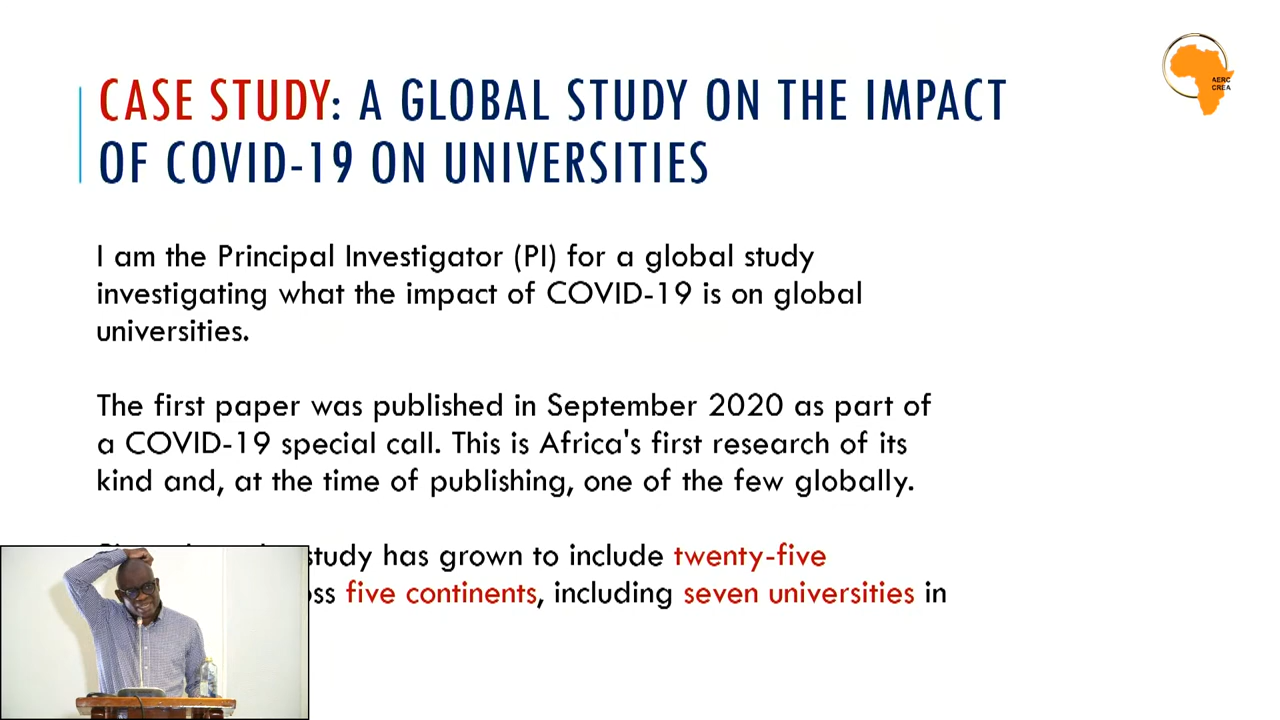 AERC
CREA
CASE STUDY: A GLOBAL STUDY ON THE IMPACT
OF COVID-19 ON UNIVERSITIES
I am the Principal Investigator (PI) for a global study
investigating what the impact of COVID-19 is on global
universities.
The first paper was published in September 2020 as part of
a COVID-19 special call. This is Africa's first research of its
kind and, at the time of publishing, one of the few globally.
study has grown to include twenty-five
five continents, including seven universities in